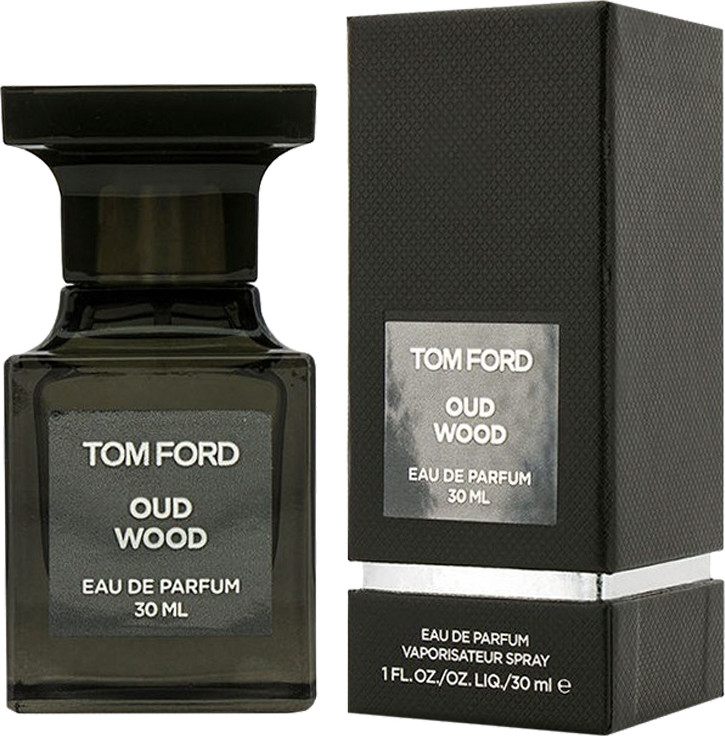 TOM FORD
OUD
WOOD
EAU DE PARFUM
30 ML
TOM FORD
OUD
WOOD
EAU DE PARFUM
30 ML
EAU DE PARFUM
VAPORISATEUR SPRAY
1 FL. OZ./OZ. LIQ./30 ml ℮